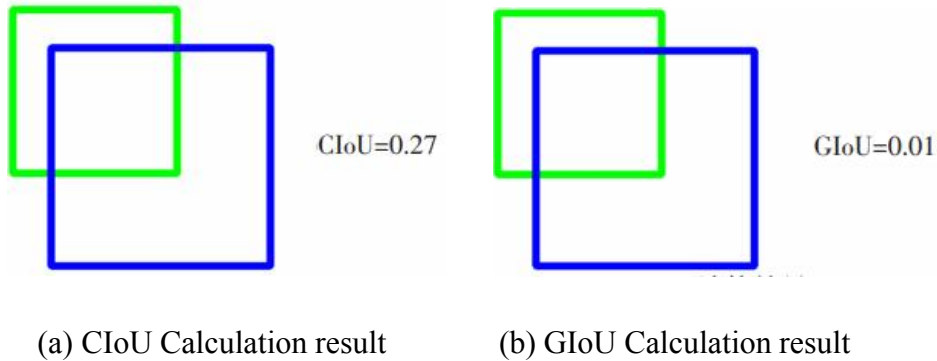 CIoU=0.27
GIoU=0.01
(a) CIoU Calculation result
(b) GIoU Calculation result